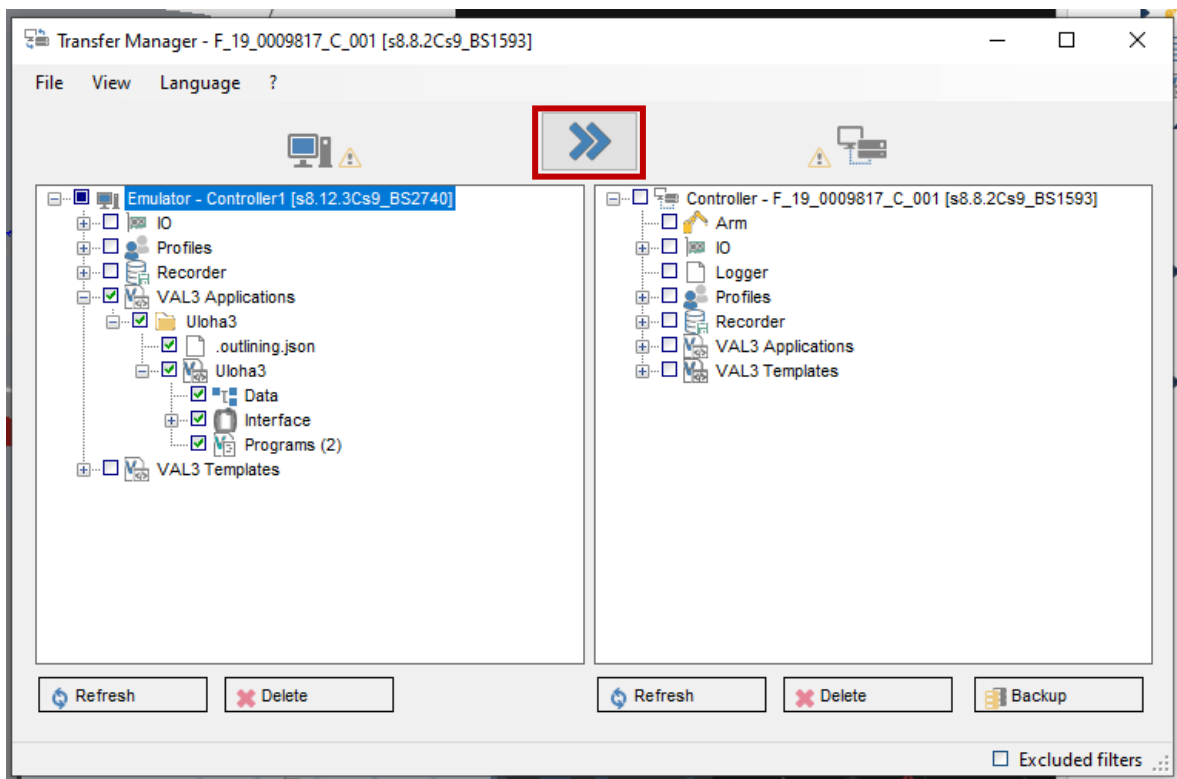 Transfer Manager - F_19_0009817_C_001 [s8.8.2Cs9_BS1593]
File View Language ?
Emulator - Controller1 [s8.12.3Cs9_BS2740]
IO
Profiles
Recorder
VAL3 Applications
Uloha3
.outlining.json
Uloha3
Data
Interface
Programs (2)
VAL3 Templates
Controller - F_19_0009817_C_001 [s8.8.2Cs9_BS1593]
Arm
IO
Logger
Profiles
Recorder
VAL3 Applications
VAL3 Templates
Refresh Delete Refresh Delete Backup
Excluded filters